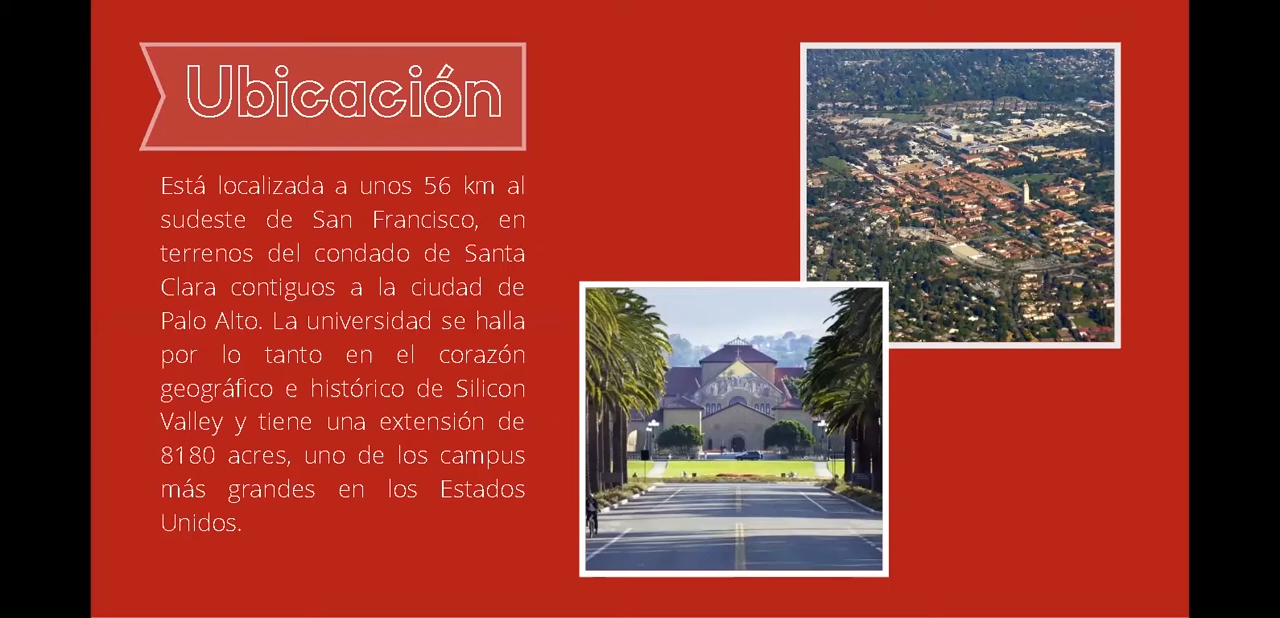 Ubicación
Está localizada a unos 56 km al
sudeste de San Francisco, en
terrenos del condado de Santa
Clara contiguos a la ciudad de
Palo Alto. La universidad se halla
por lo tanto en el corazón
geográfico e histórico de Silicon
Valley y tiene una extensión de
8180 acres, uno de los campus
más grandes en los Estados
Unidos.